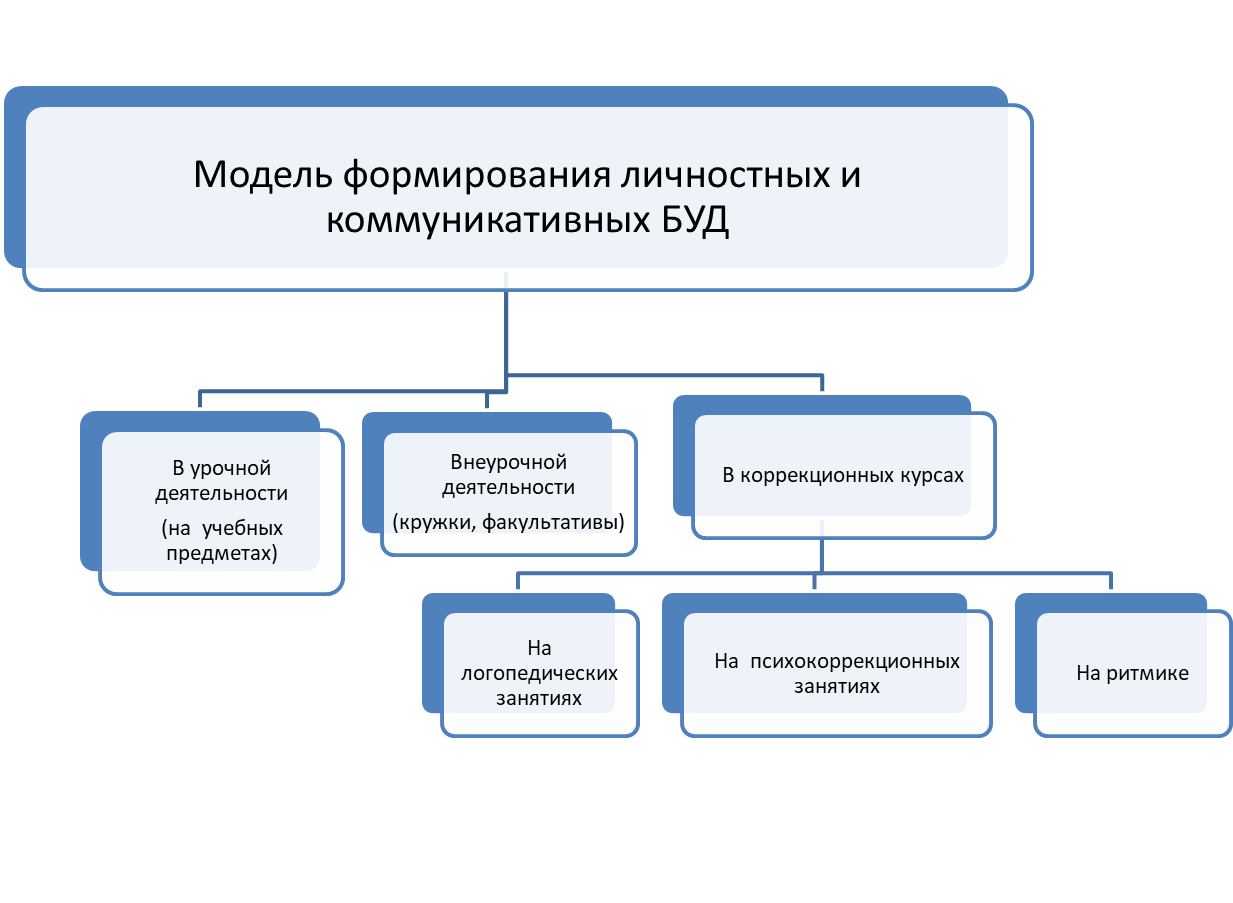 Модель формирования личностных и
коммуникативных БУД
В урочной
деятельности
(на  учебных
предметах)
Внеурочной
деятельности
(кружки, факультативы)
В коррекционных курсах
На
логопедических
занятиях
На  психокоррекционных
занятиях
На ритмике